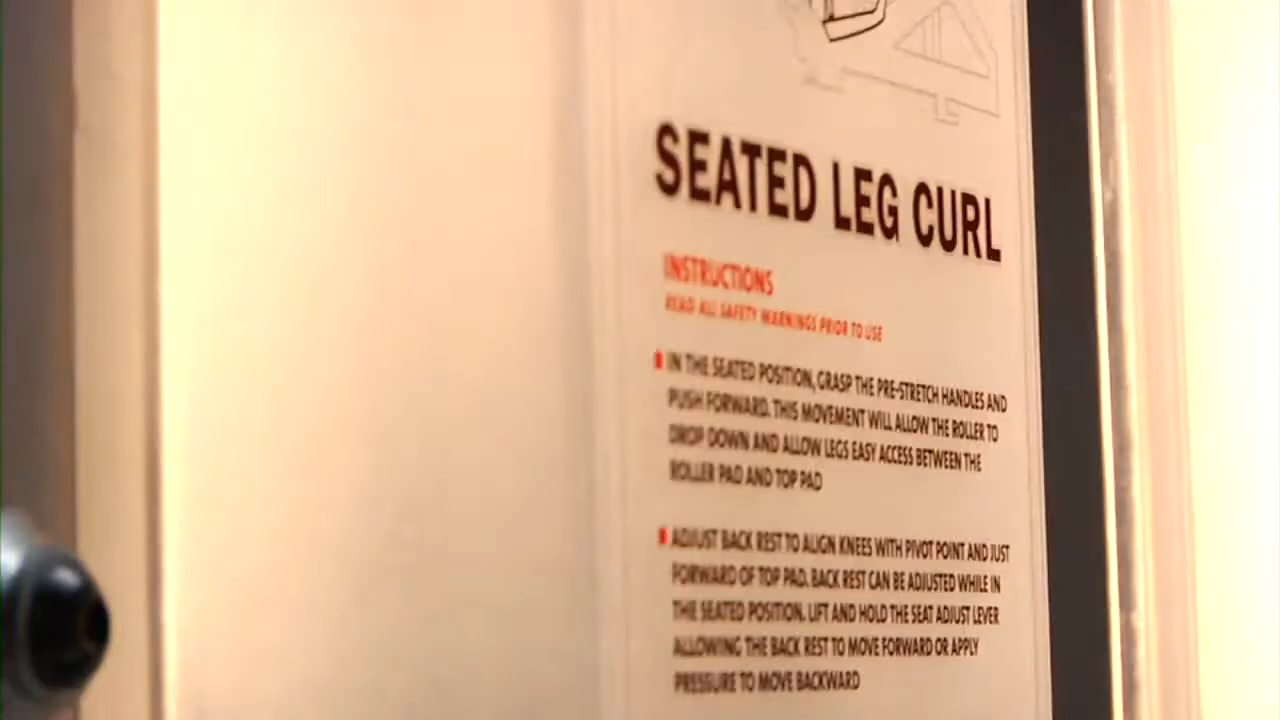 SEATED LEG CURL
INSTRUCTIONS
READ ALL SAFETY WARNINGS PRIOR TO USE
IN THE SEATED POSITION, GRASP THE PRE-STRETCH HANDLES AND
PUSH FORWARD. THIS MOVEMENT WILL ALLOW THE ROLLER TO
DROP DOWN AND ALLOW LEGS EASY ACCESS BETWEEN THE
ROLLER PAD AND TOP PAD
ADJUST BACK REST TO ALIGN KNEES WITH PIVOT POINT AND JUST
FORWARD OF TOP PAD. BACK REST CAN BE ADJUSTED WHILE IN
THE SEATED POSITION. LIFT AND HOLD THE SEAT ADJUST LEVER
ALLOWING THE BACK REST TO MOVE FORWARD OR APPLY
PRESSURE TO MOVE BACKWARD